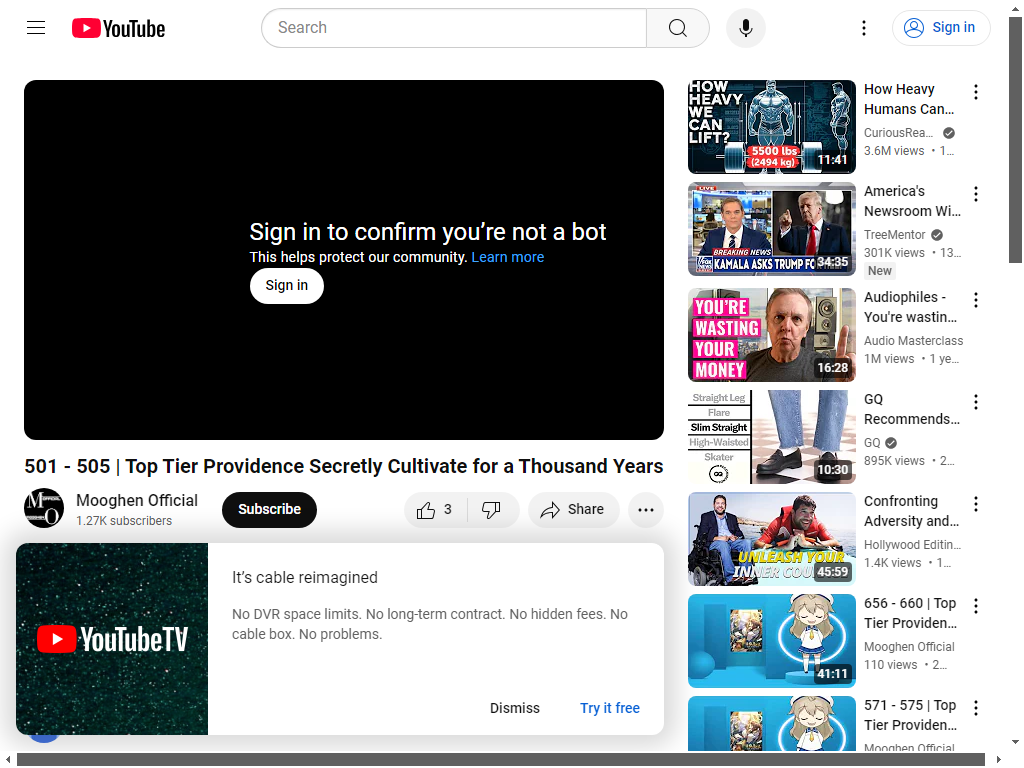 YouTube
Search
Sign in
Sign in to confirm you’re not a bot
This helps protect our community. Learn more
Sign in
501 - 505 | Top Tier Providence Secretly Cultivate for a Thousand Years
Mooghen Official
1.27K subscribers
Subscribe
3
Share
YouTubeTV
It’s cable reimagined
No DVR space limits. No long-term contract. No hidden fees. No
cable box. No problems.
Dismiss
Try it free
HOW
HEAVY
WE
CAN
LIFT?
5500 lbs
(2494 kg)
11:41
How Heavy
Humans Can…
CuriousRea…
3.6M views • 1…
LIVE
BREAKING NEWS
KAMALA ASKS TRUMP FO
34:35
America's
Newsroom Wi…
TreeMentor
301K views • 13…
New
YOU'RE
WASTING
YOUR
MONEY
16:28
Audiophiles -
You're wastin…
Audio Masterclass
1M views • 1 ye…
Straight Leg
Flare
Slim Straight
High-Waisted
Skater
GQ
10:30
GQ
Recommends…
GQ
895K views • 2…
UNLEASH YOUR
INNER COU
45:59
Confronting
Adversity and…
Hollywood Editin…
1.4K views • 1…
41:11
656 - 660 | Top
Tier Providen…
Mooghen Official
110 views • 2…
571 - 575 | Top
Tier Providen…
Mooghen Official